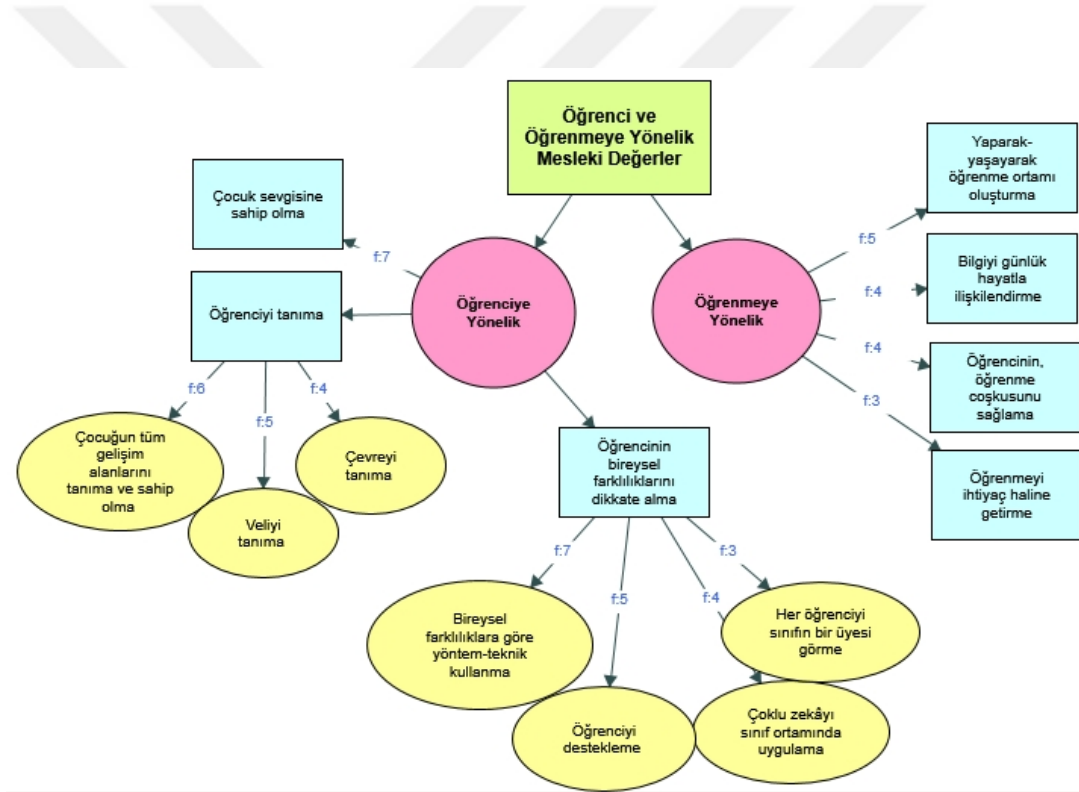 Öğrenci ve
Öğrenmeye Yönelik
Mesleki Değerler
Çocuk sevgisine
sahip olma
f:7
Öğrenciye
Yönelik
Öğrenmeye
Yönelik
f:5
Yaparak-
yaşayarak
öğrenme ortamı
oluşturma
f:4
Bilgiyi günlük
hayatla
ilişkilendirme
f:4
Öğrencinin,
öğrenme
coşkusunu
sağlama
f:3
Öğrenmeyi
ihtiyaç haline
getirme
Öğrenciyi tanıma
f:6
f:5
f:4
Çocuğun tüm
gelişim
alanlarını
tanıma ve sahip
olma
Veliyi
tanıma
Çevreyi
tanıma
Öğrencinin
bireysel
farklılıklarını
dikkate alma
f:7
f:5
f:4
f:3
Bireysel
farklılıklara göre
yöntem-teknik
kullanma
Öğrenciyi
destekleme
Çoklu zekâyı
sınıf ortamında
uygulama
Her öğrenciyi
sınıfın bir üyesi
görme